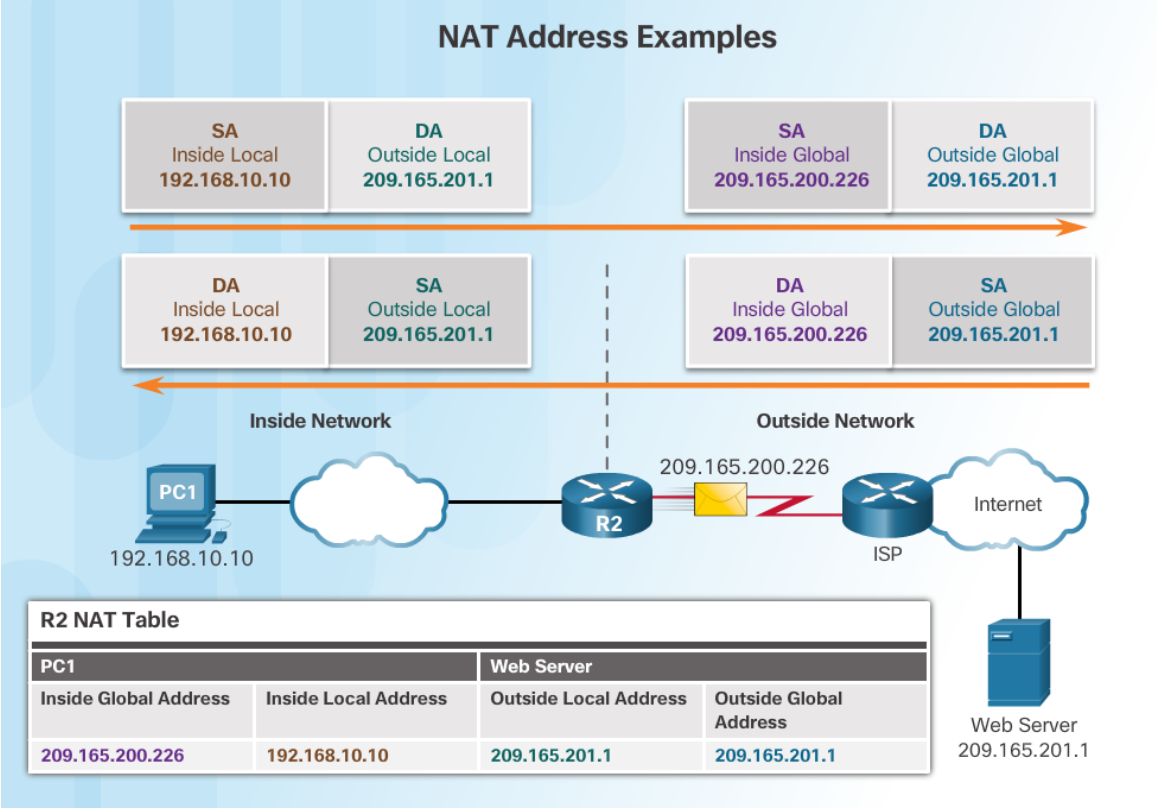 NAT Address Examples
SA
Inside Local
192.168.10.10
DA
Outside Local
209.165.201.1
SA
Inside Global
209.165.200.226
DA
Outside Global
209.165.201.1
DA
Inside Local
192.168.10.10
SA
Outside Local
209.165.201.1
DA
Inside Global
209.165.200.226
SA
Outside Global
209.165.201.1
Inside Network
Outside Network
209.165.200.226
PC1
R2
Internet
192.168.10.10
ISP
R2 NAT Table
PC1
Web Server
Inside Global Address
Inside Local Address
Outside Local Address
Outside Global
Address
209.165.200.226
192.168.10.10
209.165.201.1
209.165.201.1
Web Server
209.165.201.1